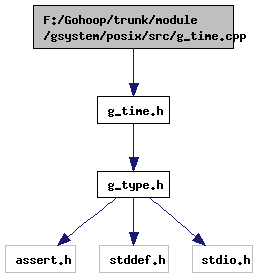 F:/Gohoop/trunk/module
/gsystem/posix/src/g_time.cpp
g_time.h
g_type.h
assert.h
stddef.h
stdio.h